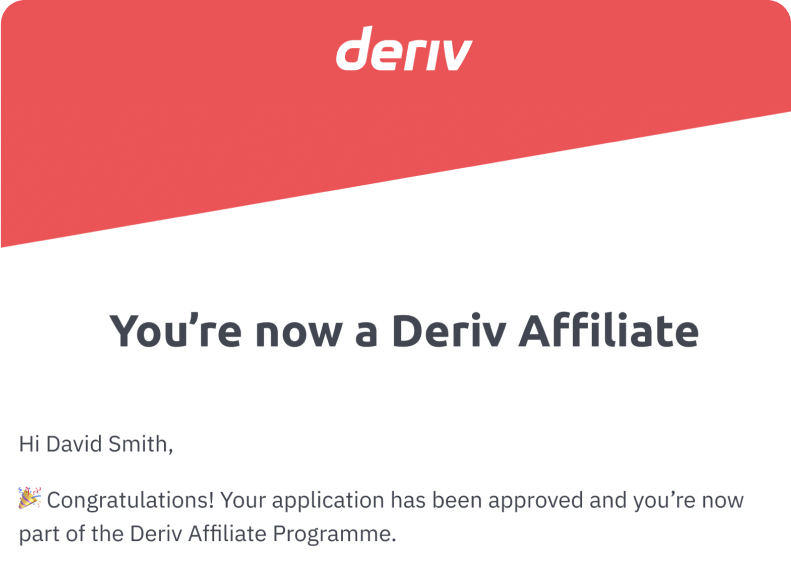 deriv
You’re now a Deriv Affiliate
Hi David Smith,
🎉 Congratulations! Your application has been approved and you’re now
part of the Deriv Affiliate Programme.